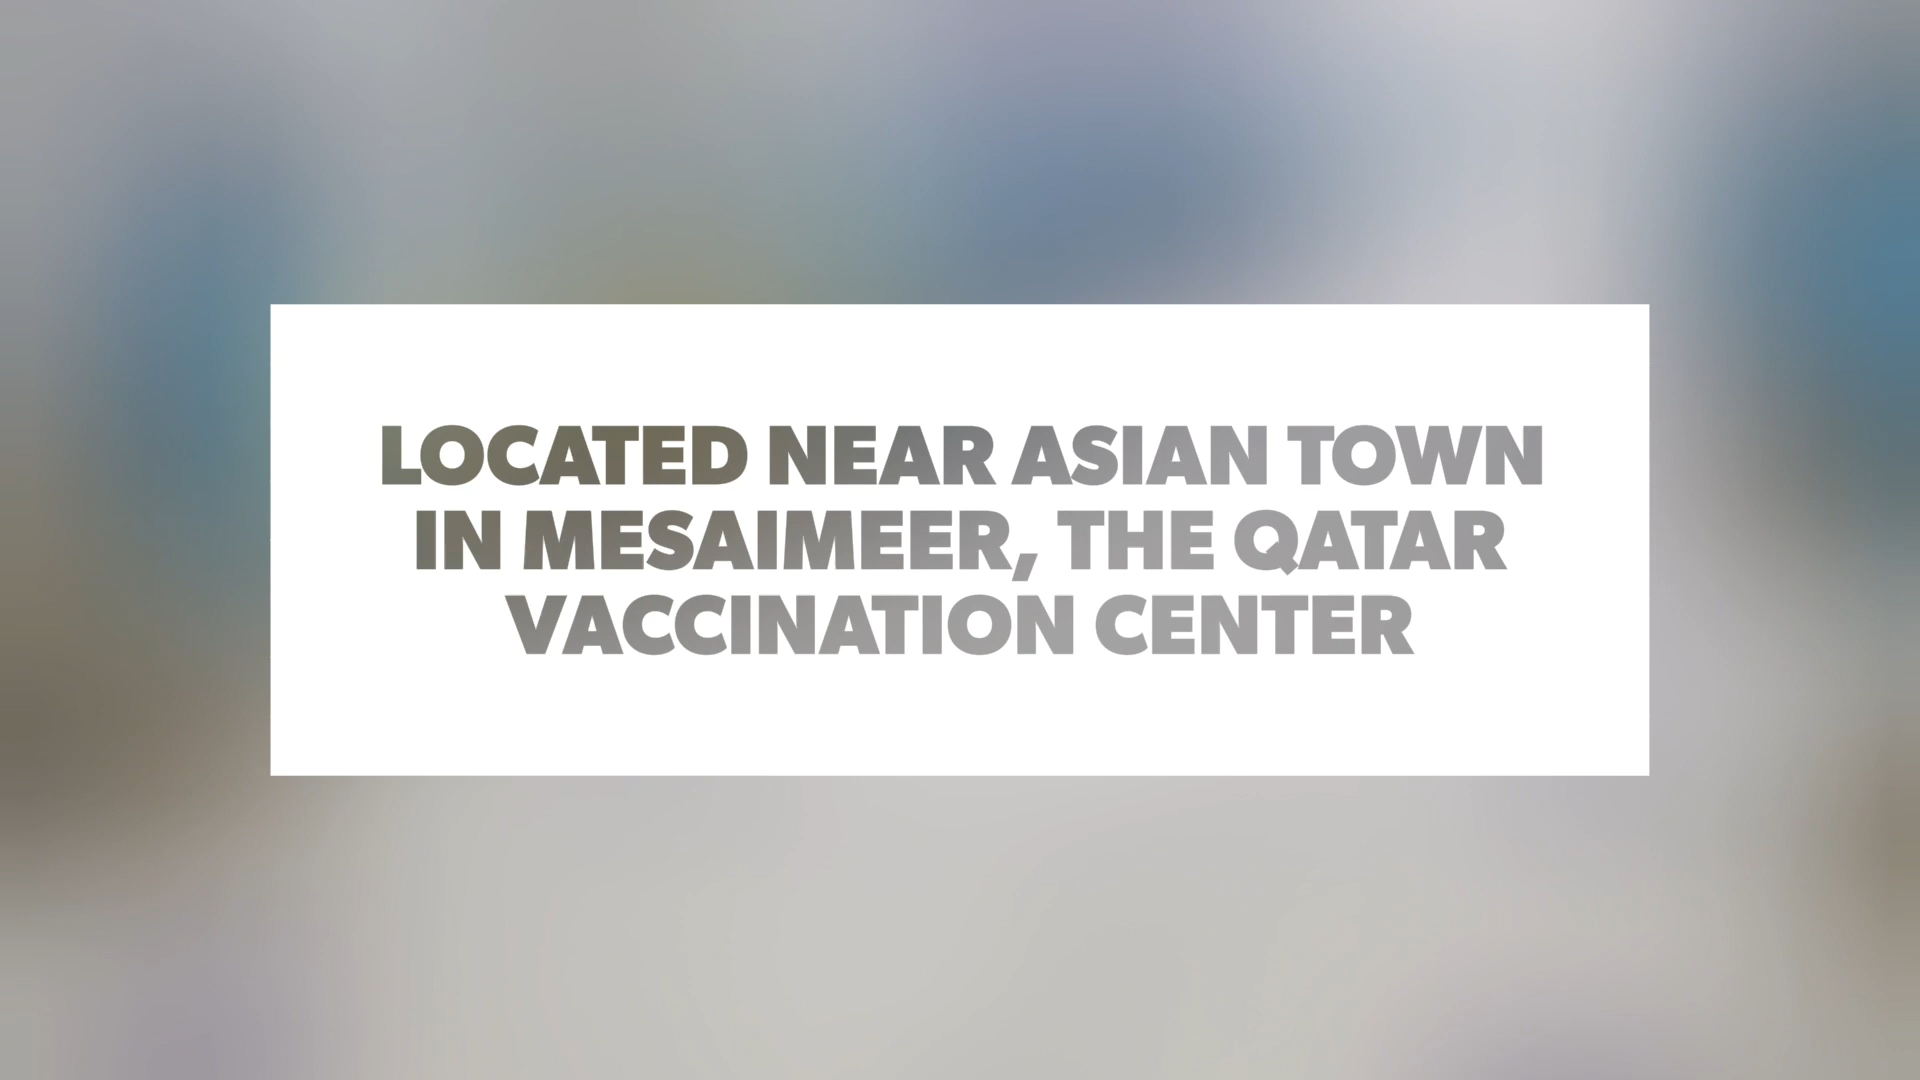 LOCATED NEAR ASIAN TOWN
IN MESAIMEER, THE QATAR
VACCINATION CENTER